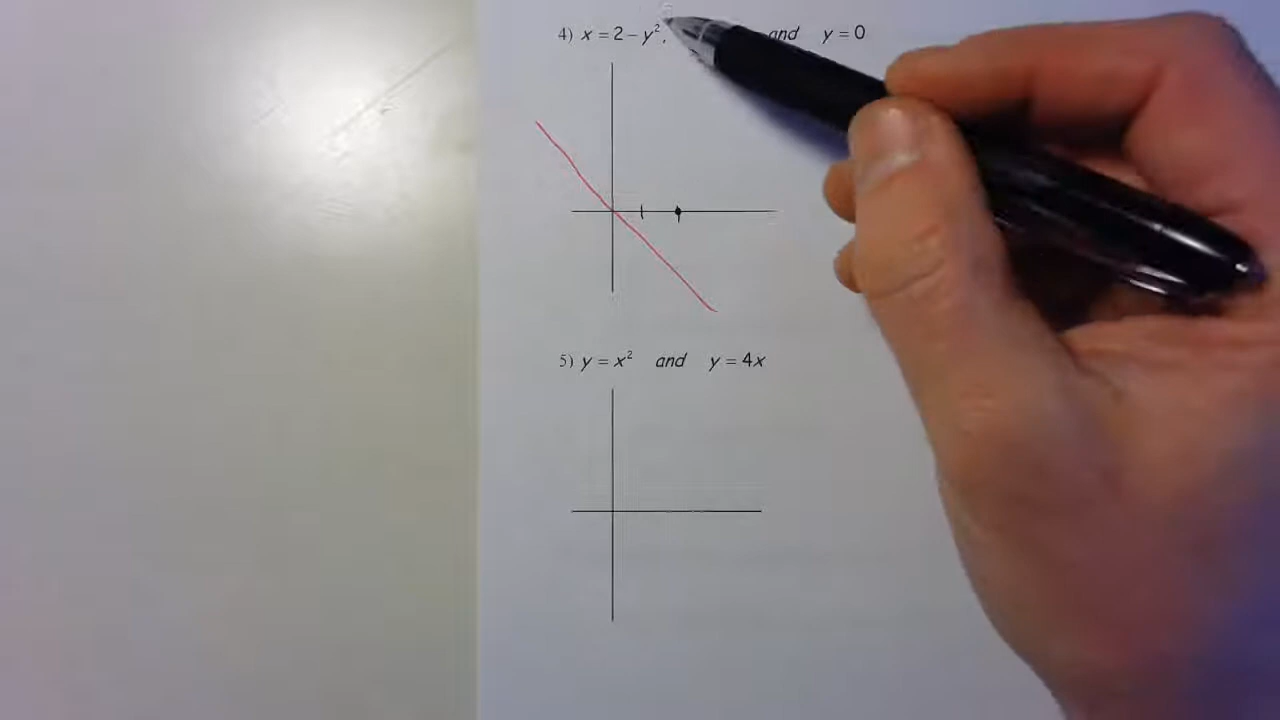 4) x = 2 − y², and y = 0
5) y = x² and y = 4x